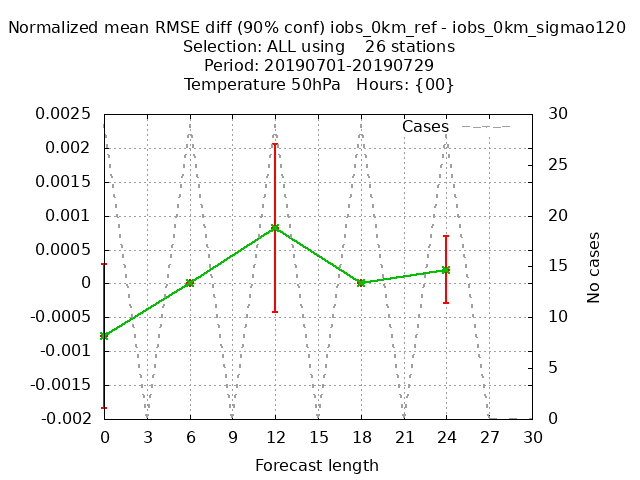 Normalized mean RMSE diff (90% conf) iobs_0km_ref - iobs_0km_sigmao120
Selection: ALL using    26 stations
Period: 20190701-20190729
Temperature 50hPa   Hours: {00}
Cases
0.0025
0.002
0.0015
0.001
0.0005
0
-0.0005
-0.001
-0.0015
-0.002
30
25
20
15
10
5
0
No cases
0 3 6 9 12 15 18 21 24 27 30
Forecast length